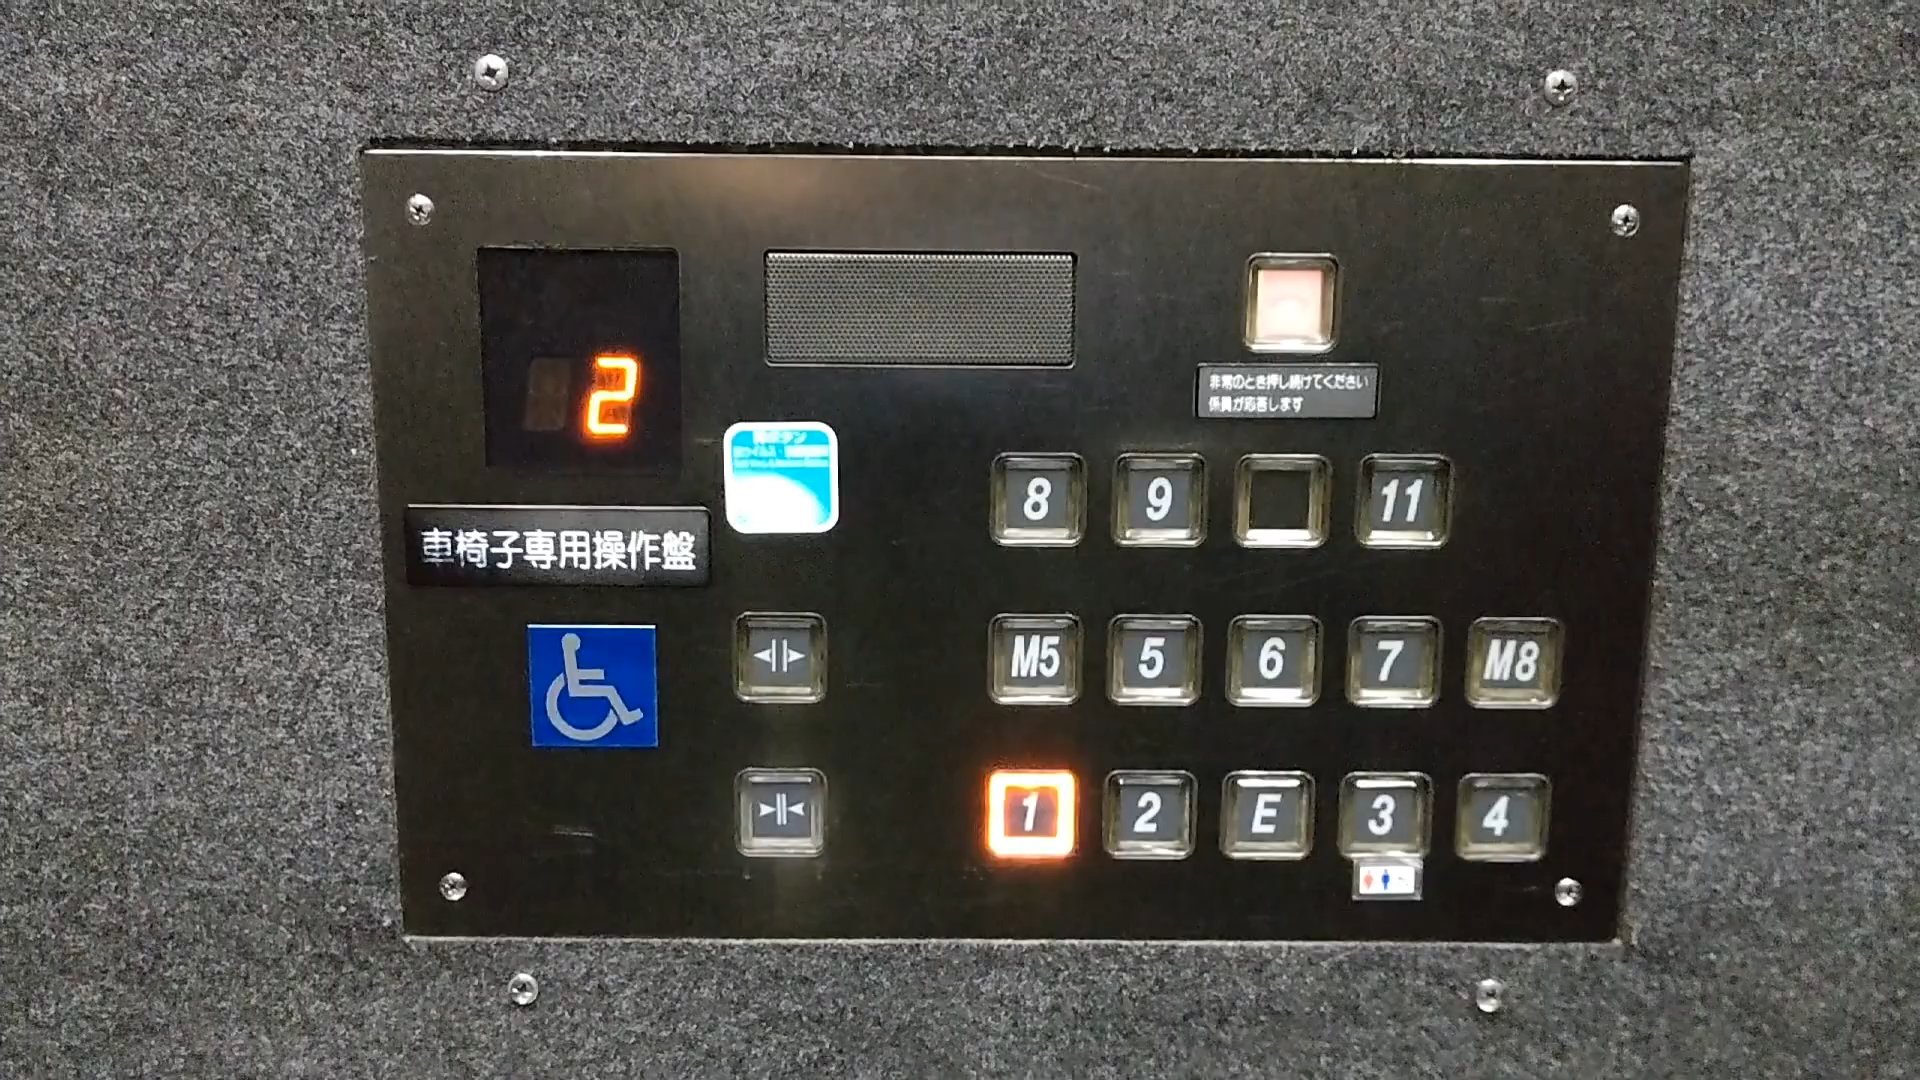 2
非常のとき押し続けてください
係員が応答します
車椅子専用操作盤
8 9 11
M5 5 6 7 M8
1 2 E 3 4